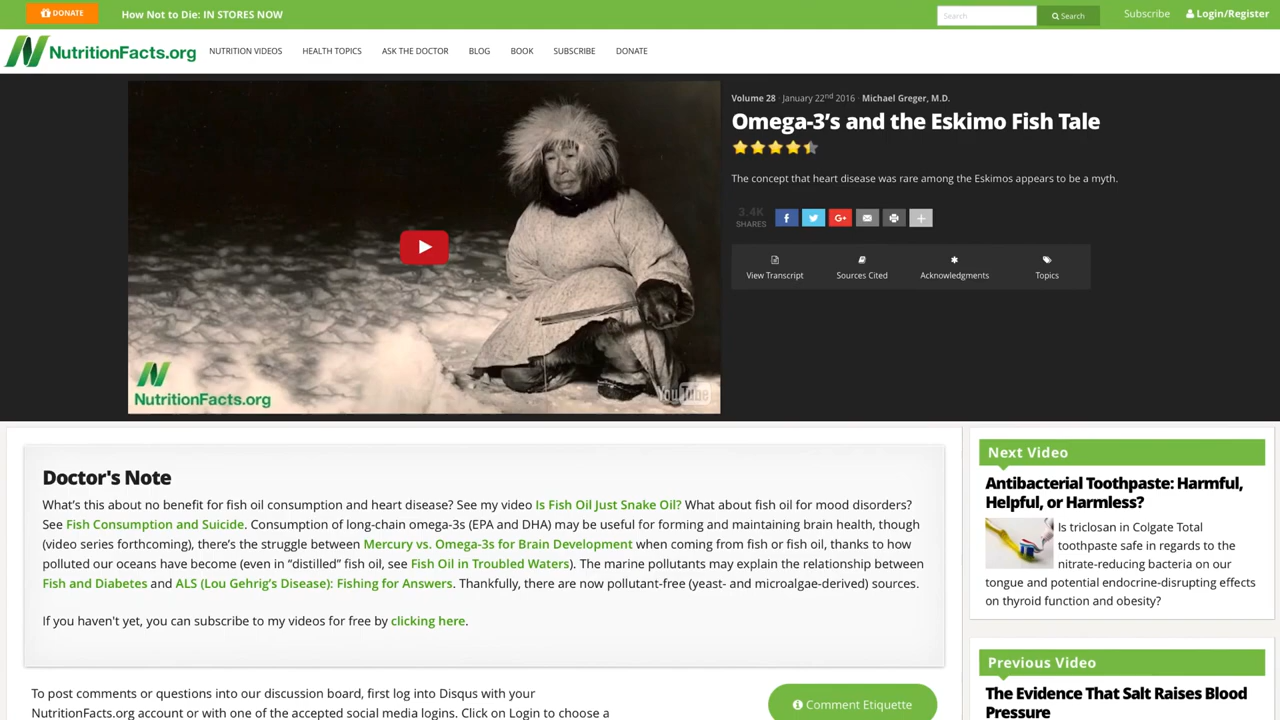 DONATE
How Not to Die: IN STORES NOW
Search
Search
Subscribe
Login/Register
NutritionFacts.org
NUTRITION VIDEOS
HEALTH TOPICS
ASK THE DOCTOR
BLOG
BOOK
SUBSCRIBE
DONATE
NutritionFacts.org
YouTube
Volume 28 · January 22nd 2016 · Michael Greger, M.D.
Omega-3’s and the Eskimo Fish Tale
The concept that heart disease was rare among the Eskimos appears to be a myth.
3.4K
SHARES
View Transcript
Sources Cited
Acknowledgments
Topics
Doctor's Note
What’s this about no benefit for fish oil consumption and heart disease? See my video Is Fish Oil Just Snake Oil? What about fish oil for mood disorders?
See Fish Consumption and Suicide. Consumption of long-chain omega-3s (EPA and DHA) may be useful for forming and maintaining brain health, though
(video series forthcoming), there’s the struggle between Mercury vs. Omega-3s for Brain Development when coming from fish or fish oil, thanks to how
polluted our oceans have become (even in “distilled” fish oil, see Fish Oil in Troubled Waters). The marine pollutants may explain the relationship between
Fish and Diabetes and ALS (Lou Gehrig’s Disease): Fishing for Answers. Thankfully, there are now pollutant-free (yeast- and microalgae-derived) sources.
If you haven't yet, you can subscribe to my videos for free by clicking here.
To post comments or questions into our discussion board, first log into Disqus with your
NutritionFacts.org account or with one of the accepted social media logins. Click on Login to choose a
Comment Etiquette
Next Video
Antibacterial Toothpaste: Harmful,
Helpful, or Harmless?
Is triclosan in Colgate Total
toothpaste safe in regards to the
nitrate-reducing bacteria on our
tongue and potential endocrine-disrupting effects
on thyroid function and obesity?
Previous Video
The Evidence That Salt Raises Blood
Pressure